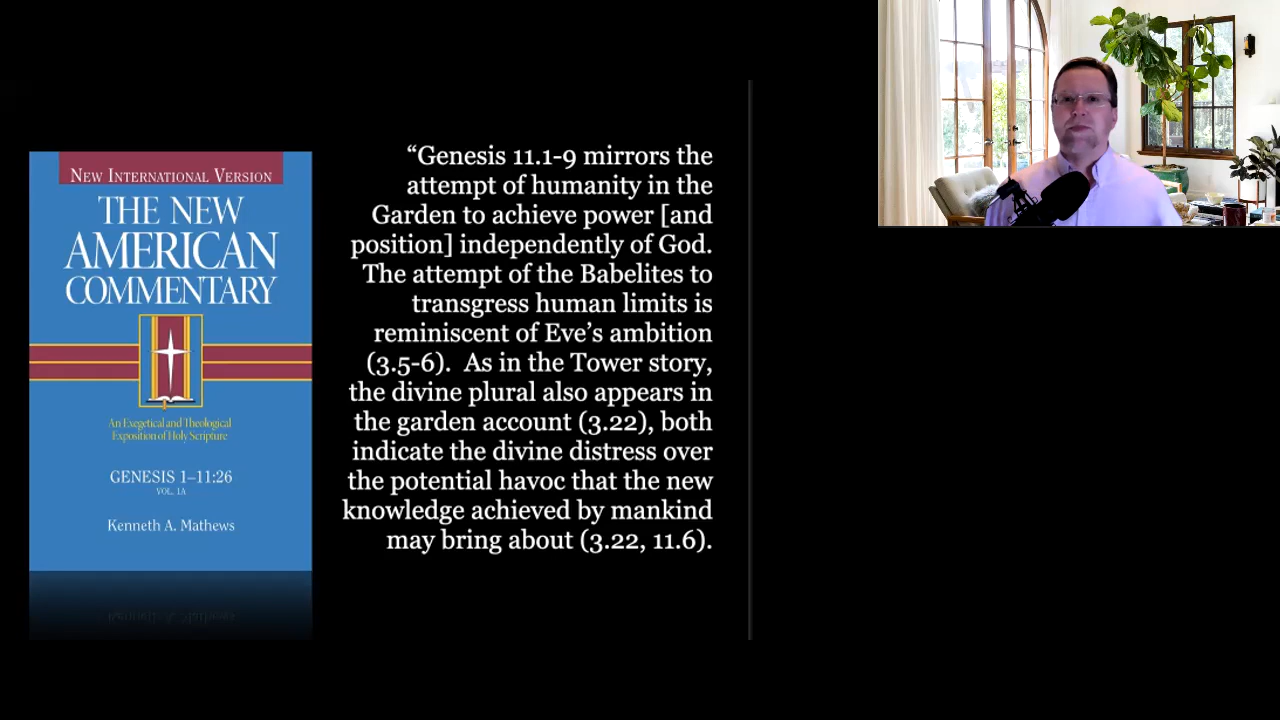 NEW INTERNATIONAL VERSION
THE NEW
AMERICAN
COMMENTARY
An Exegetical and Theological
Exposition of Holy Scripture
GENESIS 1–11:26
VOL. 1A
Kenneth A. Mathews
“Genesis 11.1-9 mirrors the
attempt of humanity in the
Garden to achieve power [and
position] independently of God.
The attempt of the Babelites to
transgress human limits is
reminiscent of Eve’s ambition
(3.5-6).  As in the Tower story,
the divine plural also appears in
the garden account (3.22), both
indicate the divine distress over
the potential havoc that the new
knowledge achieved by mankind
may bring about (3.22, 11.6).